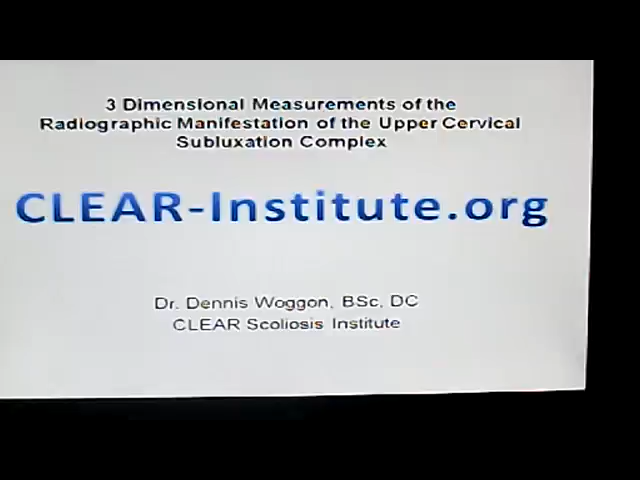 3 Dimensional Measurements of the
Radiographic Manifestation of the Upper Cervical
Subluxation Complex
CLEAR-Institute.org
Dr. Dennis Woggon, BSc, DC
CLEAR Scoliosis Institute